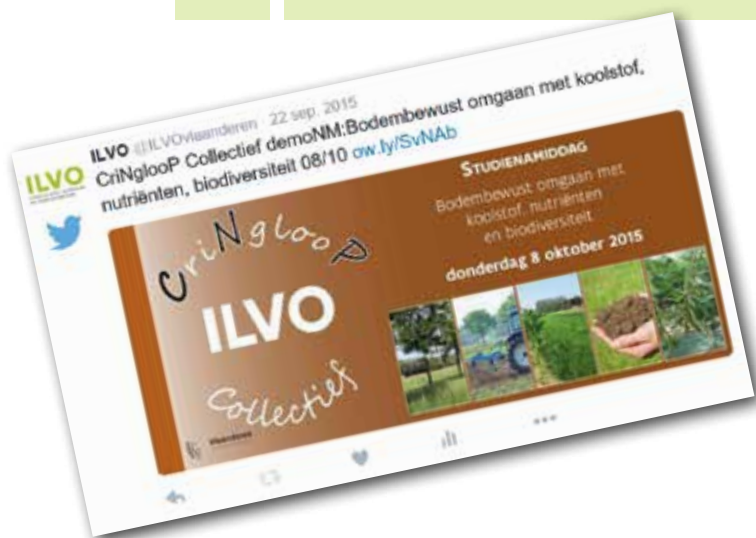 ILVO @ILVOvlaanderen 22 sep. 2015
CriNglooP Collectief demoNM:Bodembewust omgaan met koolstof,
nutriënten, biodiversiteit 08/10 ow.ly/SvNAb
ILVO
CriNglooP
ILVO
Collectief
STUDIENAMIDDAG
Bodembewust omgaan met
koolstof, nutriënten
en biodiversiteit
donderdag 8 oktober 2015
Vlaanderen